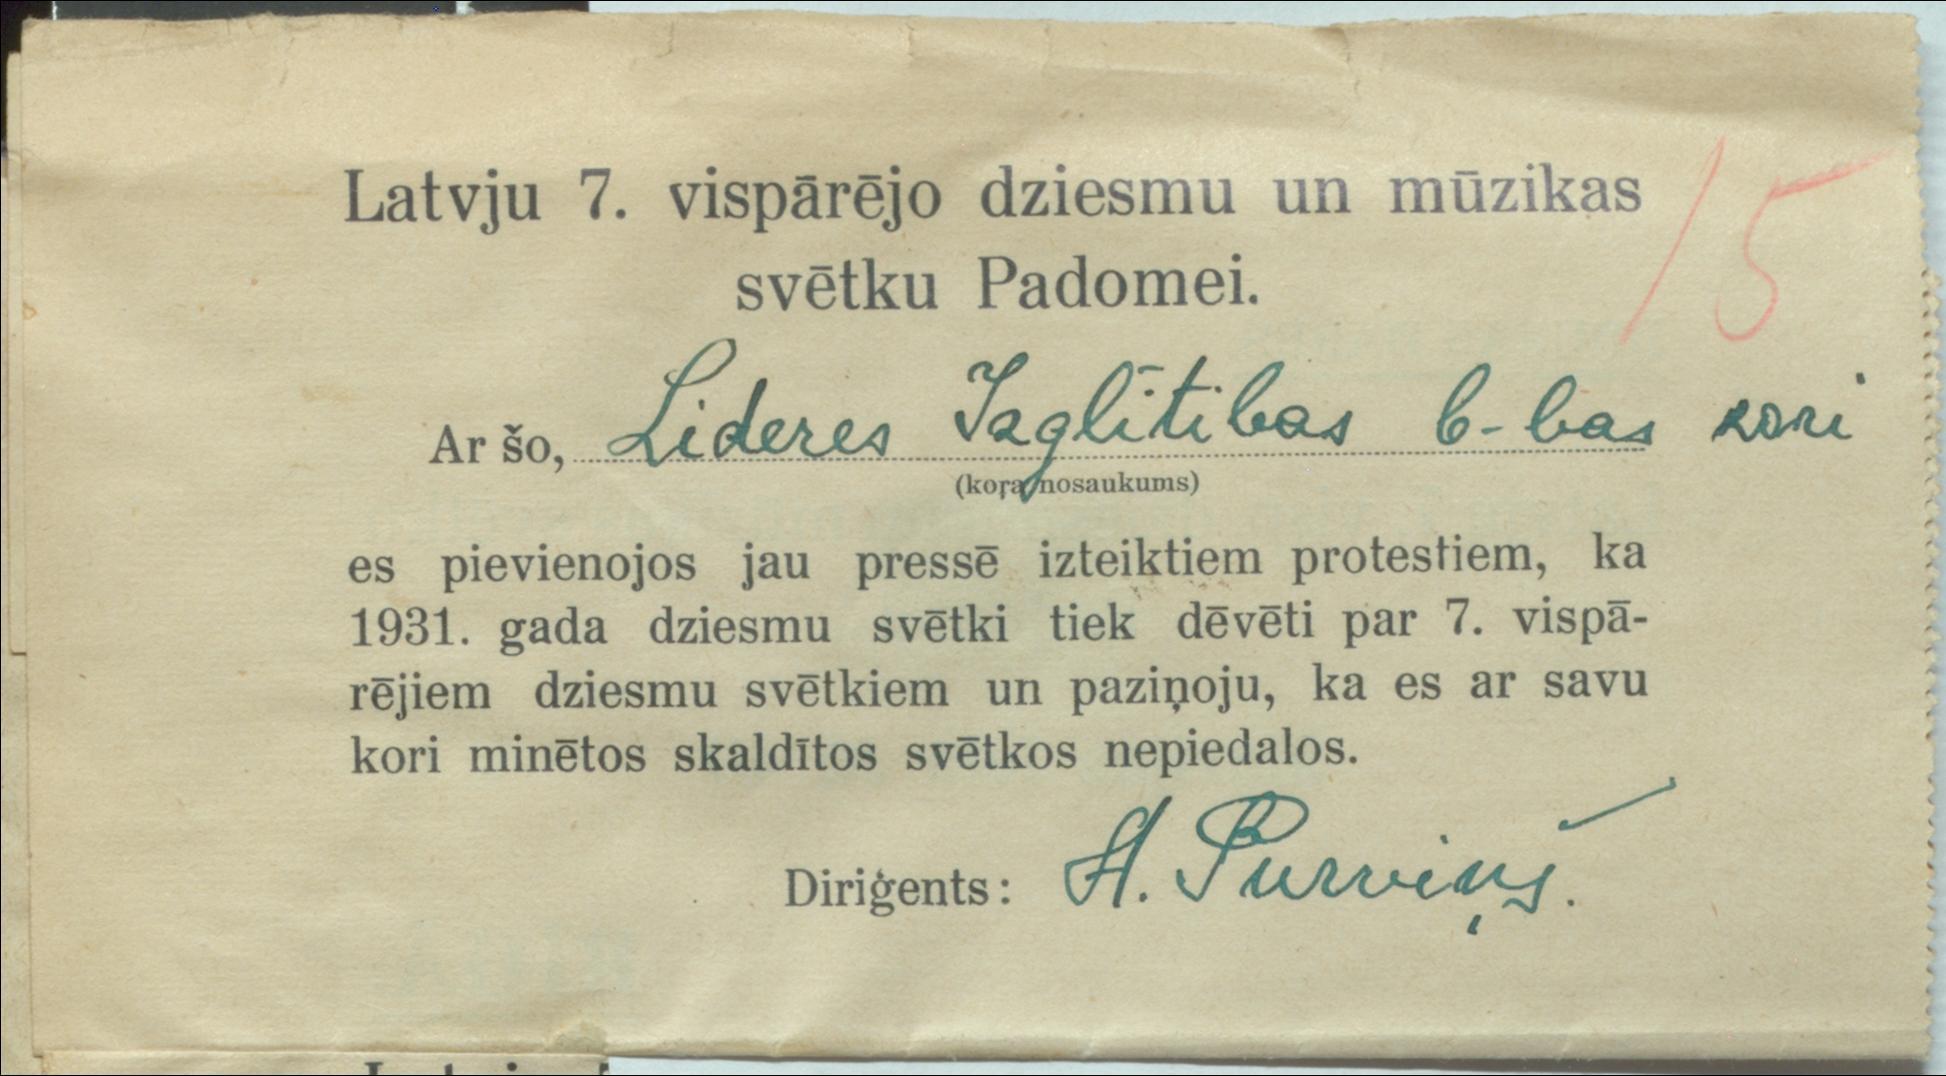 Latvju 7. vispārējo dziesmu un mūzikas
svētku Padomei.
15
Ar šo, Lideres Izglītibas b-bas kori
(koŗa nosaukums)
es pievienojos jau pressē izteiktiem protestiem, ka
1931. gada dziesmu svētki tiek dēvēti par 7. vispā-
rējiem dziesmu svētkiem un paziņoju, ka es ar savu
kori minētos skaldītos svētkos nepiedalos.
Diriģents: A. Purviņš.